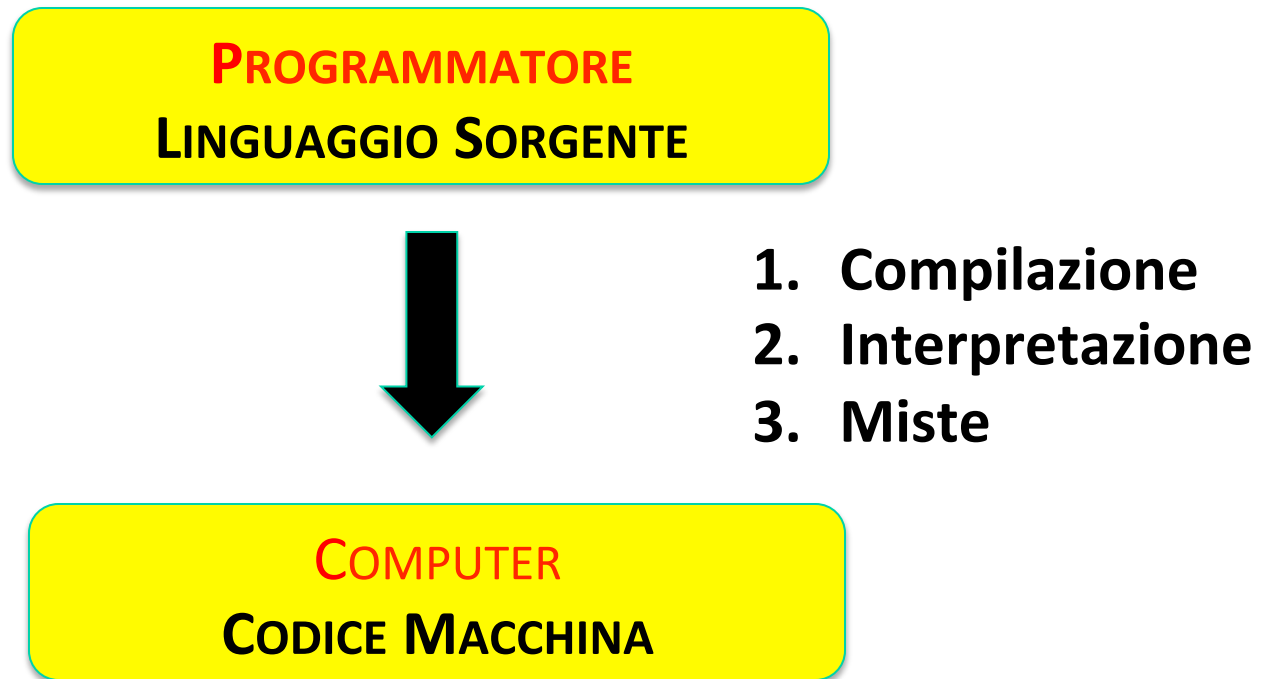 PROGRAMMATORE
LINGUAGGIO SORGENTE
1. Compilazione
2. Interpretazione
3. Miste
COMPUTER
CODICE MACCHINA